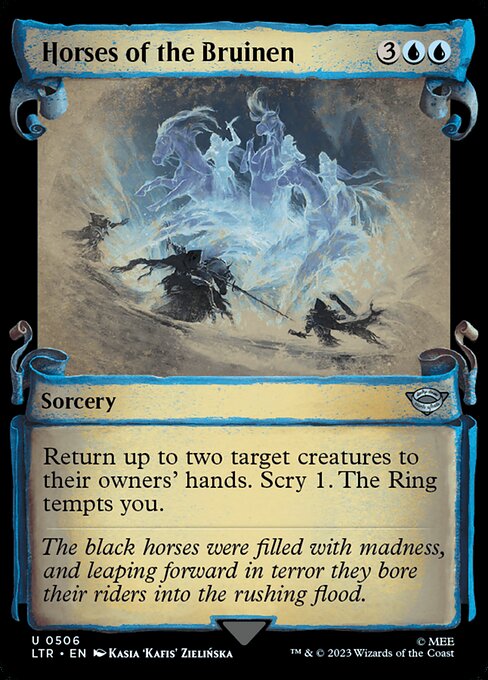 Horses of the Bruinen 3
Sorcery
Return up to two target creatures to
their owners' hands. Scry 1. The Ring
tempts you.
The black horses were filled with madness,
and leaping forward in terror they bore
their riders into the rushing flood.
U 0506
LTR • EN Kasia 'Kafis' Zielińska
© MEE
™ & © 2023 Wizards of the Coast